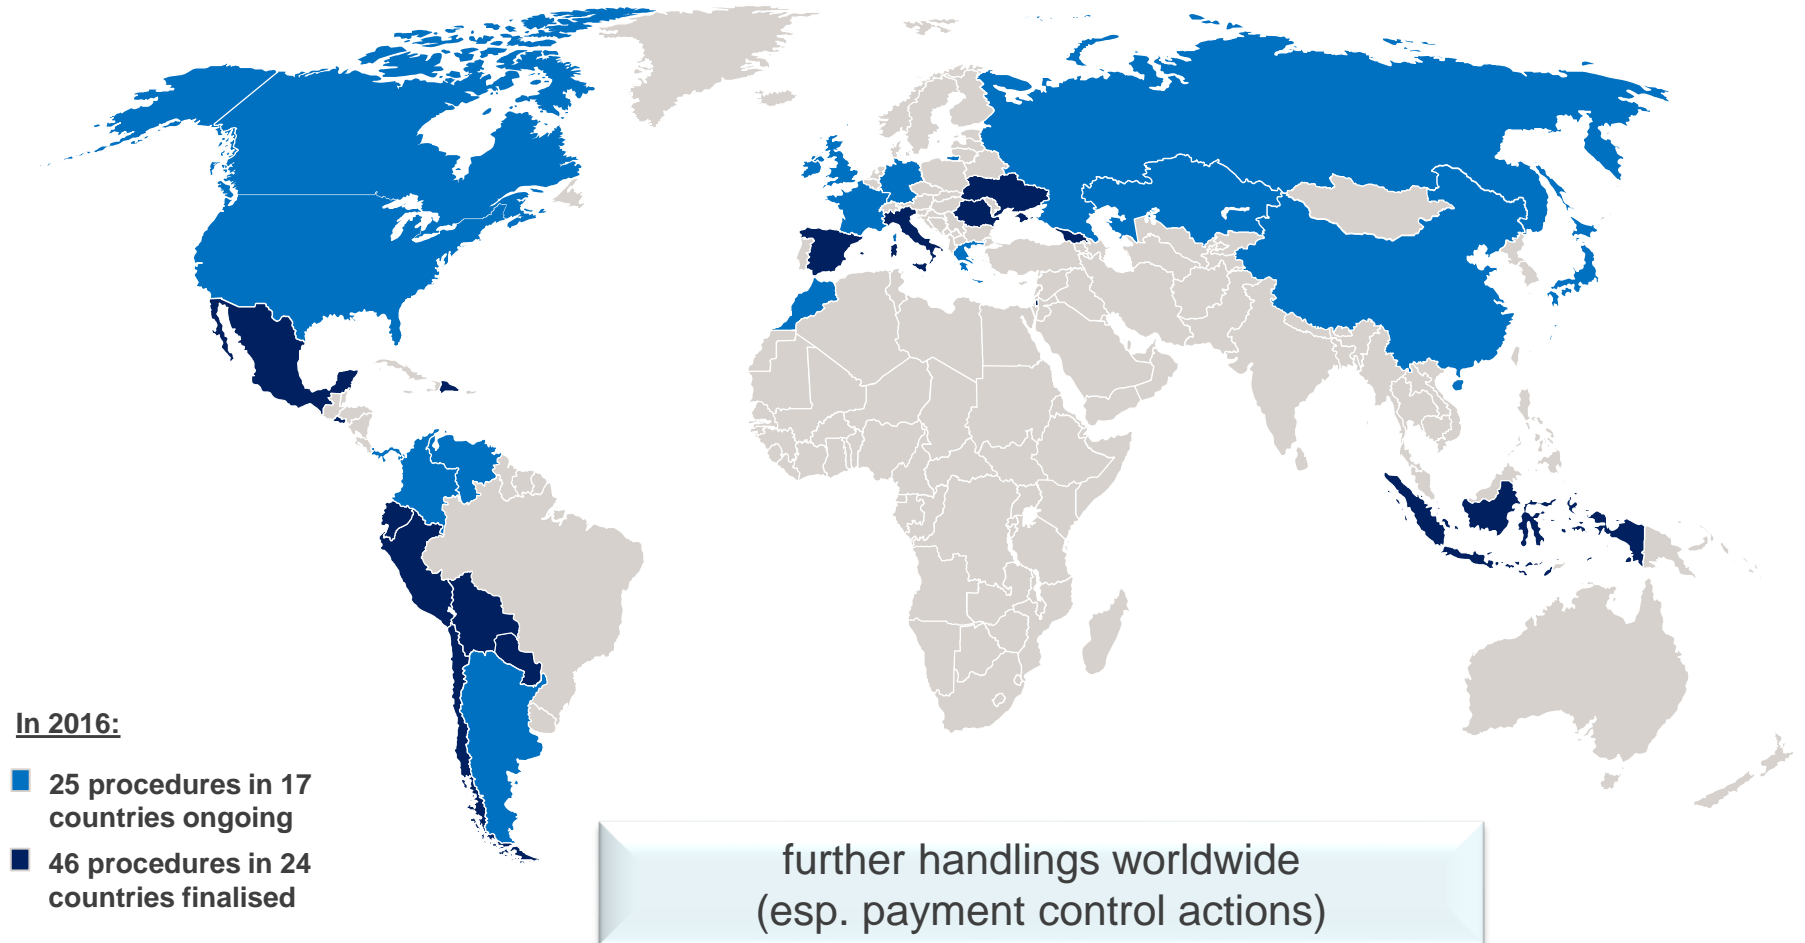 In 2016:
25 procedures in 17
countries ongoing
46 procedures in 24
countries finalised
further handlings worldwide
(esp. payment control actions)